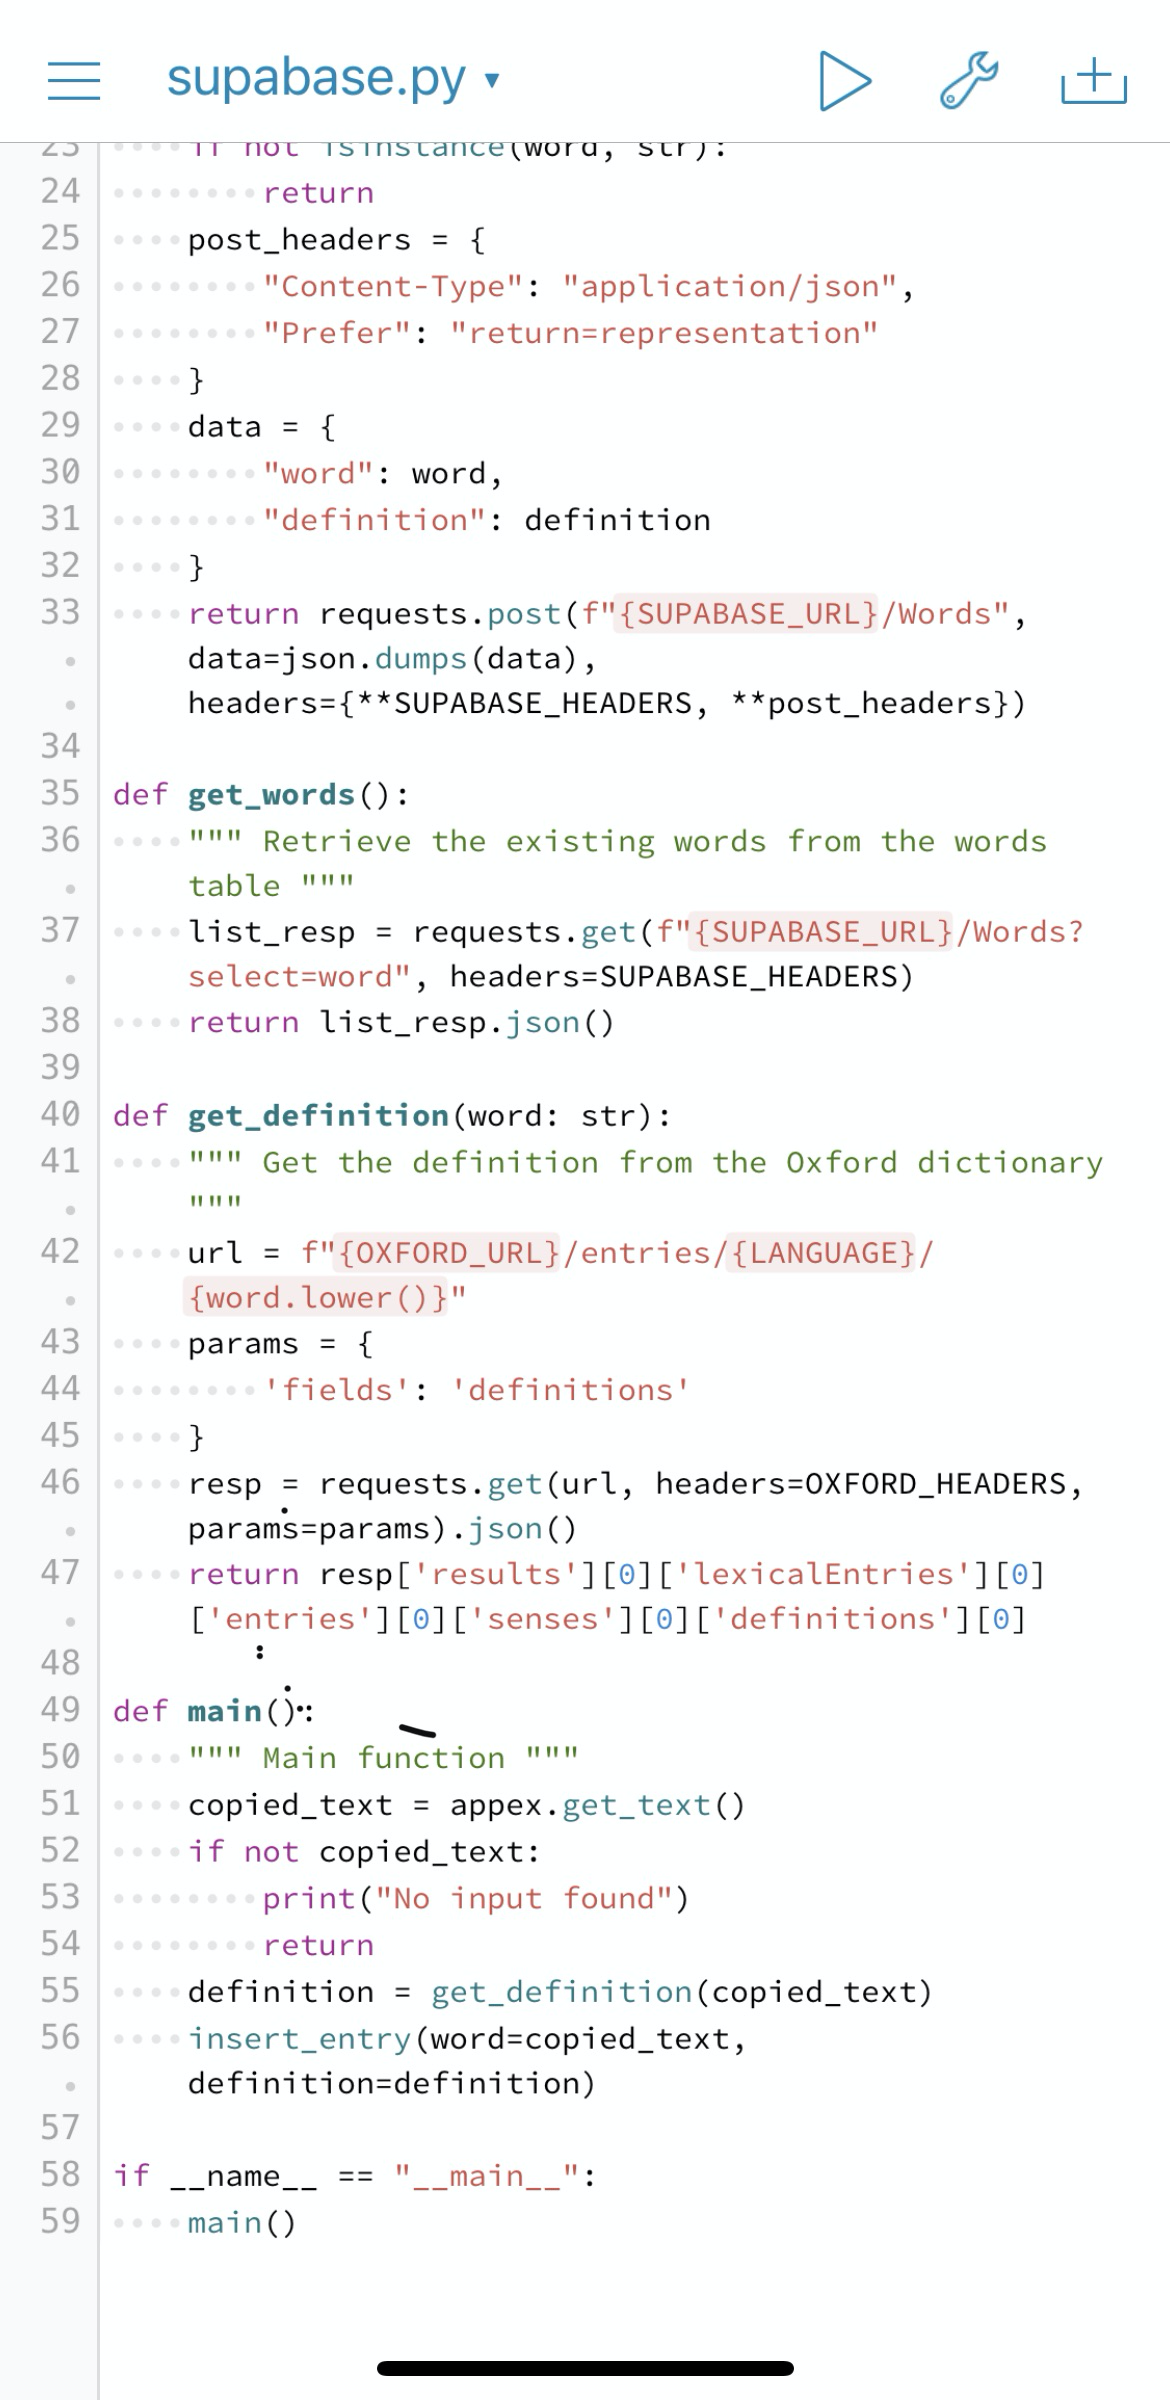 supabase.py ▾
23 if not isinstance(word, str):
24 return
25 post_headers = {
26 "Content-Type": "application/json",
27 "Prefer": "return=representation"
28 }
29 data = {
30 "word": word,
31 "definition": definition
32 }
33 return requests.post(f"{SUPABASE_URL}/Words",
data=json.dumps(data),
headers={**SUPABASE_HEADERS, **post_headers})
34
35 def get_words():
36 """ Retrieve the existing words from the words
table """
37 list_resp = requests.get(f"{SUPABASE_URL}/Words?
select=word", headers=SUPABASE_HEADERS)
38 return list_resp.json()
39
40 def get_definition(word: str):
41 """ Get the definition from the Oxford dictionary
"""
42 url = f"{OXFORD_URL}/entries/{LANGUAGE}/
{word.lower()}"
43 params = {
44 'fields': 'definitions'
45 }
46 resp = requests.get(url, headers=OXFORD_HEADERS,
params=params).json()
47 return resp['results'][0]['lexicalEntries'][0]
['entries'][0]['senses'][0]['definitions'][0]
48
49 def main():
50 """ Main function """
51 copied_text = appex.get_text()
52 if not copied_text:
53 print("No input found")
54 return
55 definition = get_definition(copied_text)
56 insert_entry(word=copied_text,
definition=definition)
57
58 if __name__ == "__main__":
59 main()